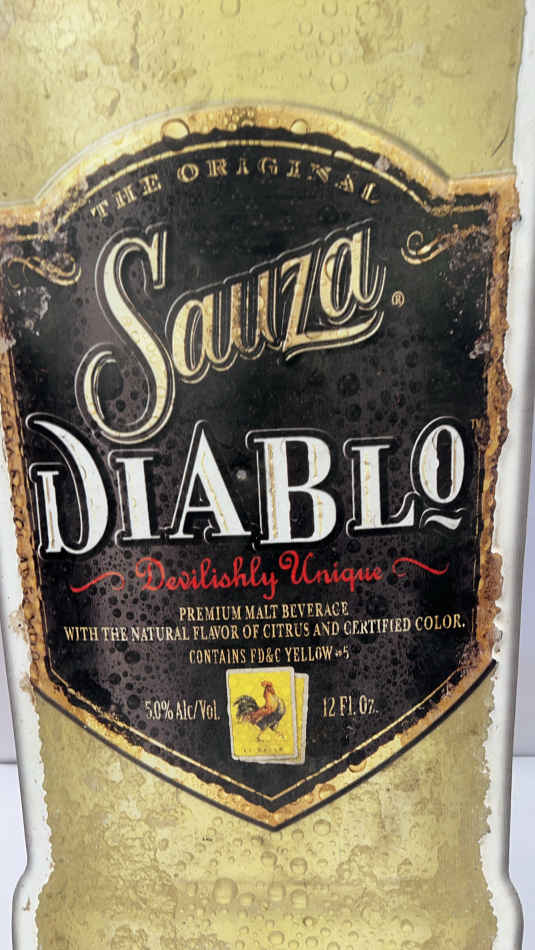 THE ORIGINAL
Sauza®
DIABLO™
Devilishly Unique
PREMIUM MALT BEVERAGE
WITH THE NATURAL FLAVOR OF CITRUS AND CERTIFIED COLOR.
CONTAINS FD&C YELLOW #5
5.0% Alc/Vol. 12 Fl. Oz.